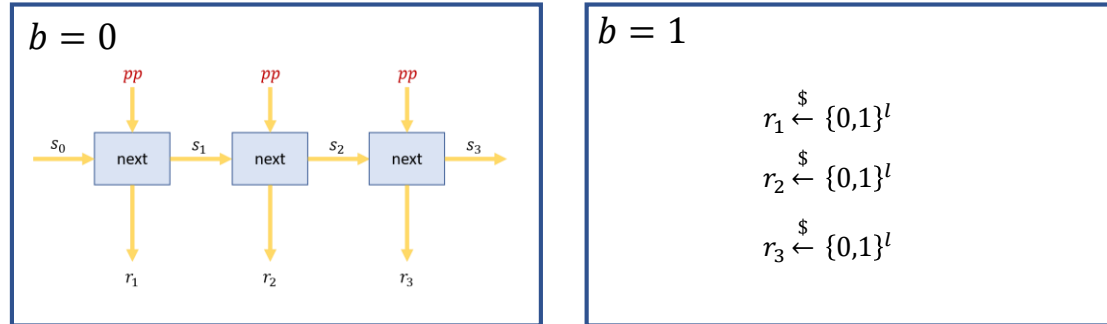 b = 0
pp pp pp
s₀ next s₁ next s₂ next s₃
r₁ r₂ r₃
b = 1
r₁ $← {0,1}ˡ
r₂ $← {0,1}ˡ
r₃ $← {0,1}ˡ